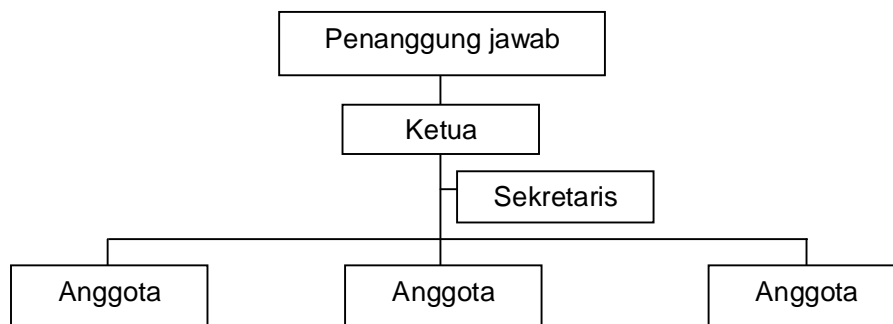 Penanggung jawab
Ketua
Sekretaris
Anggota
Anggota
Anggota